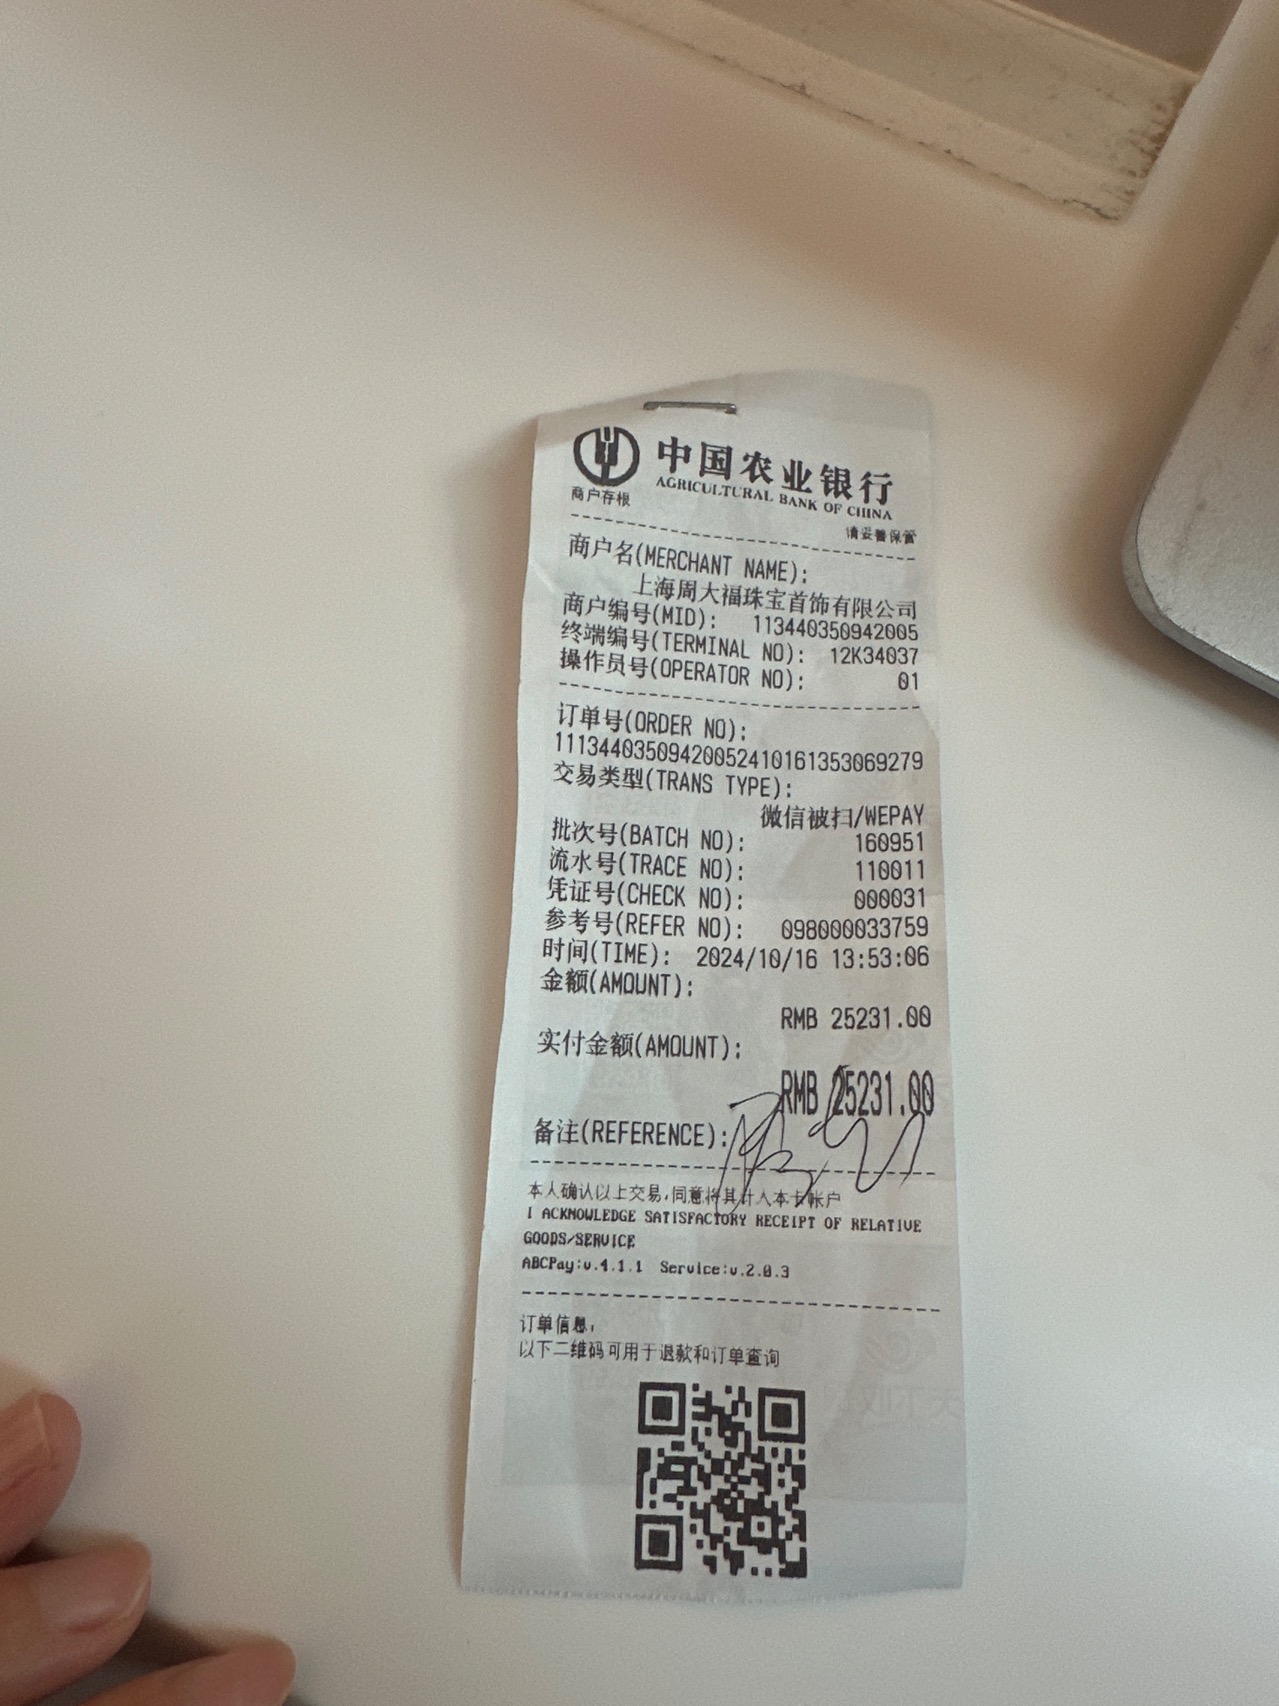 中国农业银行
AGRICULTURAL BANK OF CHINA
商户存根
请妥善保管
商户名(MERCHANT NAME):
上海周大福珠宝首饰有限公司
商户编号(MID): 113440350942005
终端编号(TERMINAL NO): 12K34037
操作员号(OPERATOR NO): 01
订单号(ORDER NO):
11134403509420052410161353069279
交易类型(TRANS TYPE):
微信被扫/WEPAY
批次号(BATCH NO): 160951
流水号(TRACE NO): 110011
凭证号(CHECK NO): 000031
参考号(REFER NO): 098000033759
时间(TIME): 2024/10/16 13:53:06
金额(AMOUNT):
RMB 25231.00
实付金额(AMOUNT):
RMB 25231.00
备注(REFERENCE):
本人确认以上交易,同意将其计入本卡帐户
I ACKNOWLEDGE SATISFACTORY RECEIPT OF RELATIVE
GOODS/SERVICE
ABCPay:v.4.1.1 Service:v.2.0.3
订单信息,
以下二维码可用于退款和订单查询